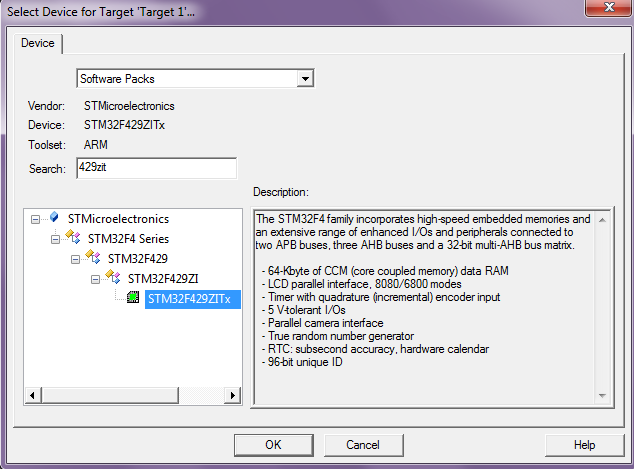 Select Device for Target 'Target 1'...
Device
Software Packs
Vendor: STMicroelectronics
Device: STM32F429ZITx
Toolset: ARM
Search: 429zit
Description:
STMicroelectronics
STM32F4 Series
STM32F429
STM32F429ZI
STM32F429ZITx
The STM32F4 family incorporates high-speed embedded memories and
an extensive range of enhanced I/Os and peripherals connected to
two APB buses, three AHB buses and a 32-bit multi-AHB bus matrix.
- 64-Kbyte of CCM (core coupled memory) data RAM
- LCD parallel interface, 8080/6800 modes
- Timer with quadrature (incremental) encoder input
- 5 V-tolerant I/Os
- Parallel camera interface
- True random number generator
- RTC: subsecond accuracy, hardware calendar
- 96-bit unique ID
OK
Cancel
Help